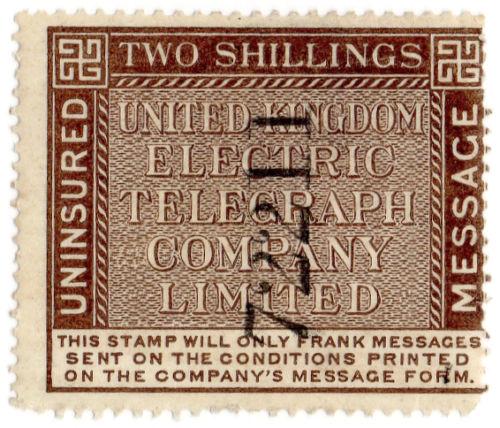 TWO SHILLINGS
UNINSURED
UNITED KINGDOM
ELECTRIC
TELEGRAPH
COMPANY
LIMITED
MESSAGE
THIS STAMP WILL ONLY FRANK MESSAGES
SENT ON THE CONDITIONS PRINTED
ON THE COMPANY'S MESSAGE FORM.